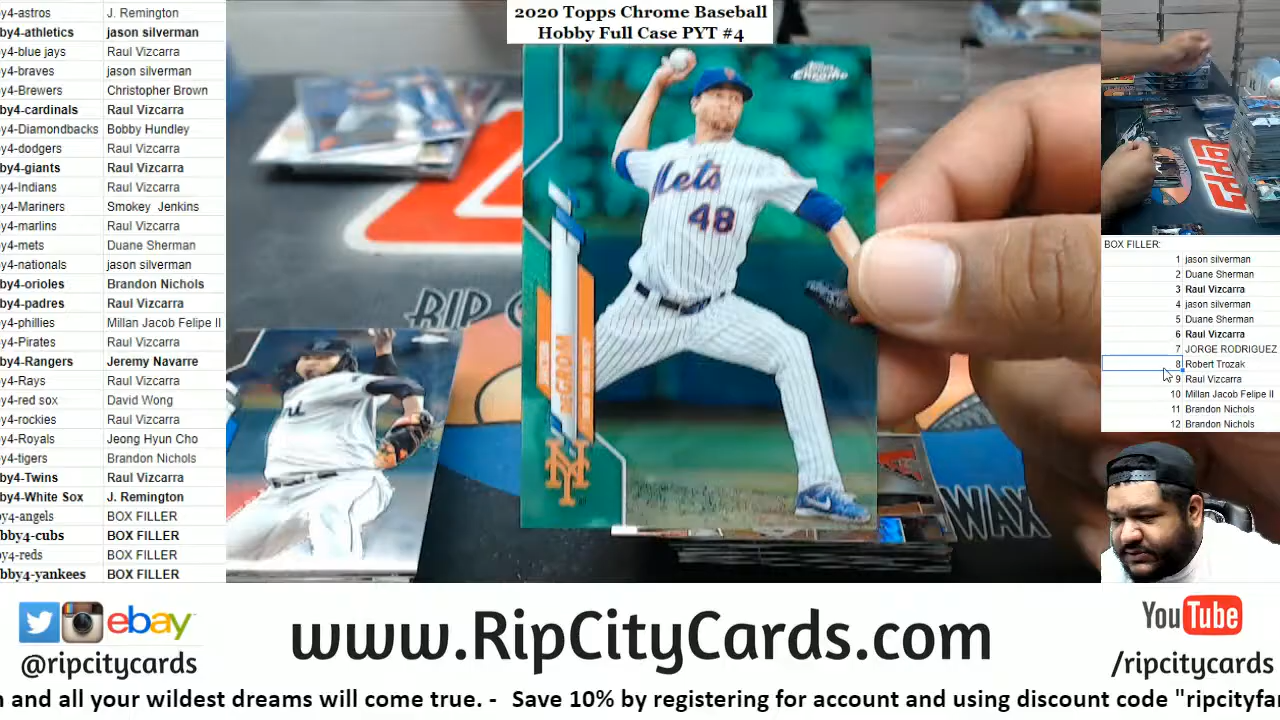 2020 Topps Chrome Baseball
Hobby Full Case PYT #4
y4-astros J. Remington
by4-athletics jason silverman
y4-blue jays Raul Vizcarra
y4-braves jason silverman
y4-Brewers Christopher Brown
by4-cardinals Raul Vizcarra
by4-Diamondbacks Bobby Hundley
y4-dodgers Raul Vizcarra
by4-giants Raul Vizcarra
y4-Indians Raul Vizcarra
y4-Mariners Smokey Jenkins
y4-marlins Raul Vizcarra
y4-mets Duane Sherman
y4-nationals jason silverman
by4-orioles Brandon Nichols
by4-padres Raul Vizcarra
y4-phillies Millan Jacob Felipe II
y4-Pirates Raul Vizcarra
by4-Rangers Jeremy Navarre
y4-Rays Raul Vizcarra
y4-red sox David Wong
y4-rockies Raul Vizcarra
y4-Royals Jeong Hyun Cho
y4-tigers Brandon Nichols
by4-Twins Raul Vizcarra
by4-White Sox J. Remington
y4-angels BOX FILLER
bby4-cubs BOX FILLER
y4-reds BOX FILLER
bby4-yankees BOX FILLER
Topps Chrome
Mets
48
DeGROM
NY
RIP C
WAX
BOX FILLER:
1 jason silverman
2 Duane Sherman
3 Raul Vizcarra
4 jason silverman
5 Duane Sherman
6 Raul Vizcarra
7 JORGE RODRIGUEZ
8 Robert Trozak
9 Raul Vizcarra
10 Millan Jacob Felipe II
11 Brandon Nichols
12 Brandon Nichols
ebay
@ripcitycards
www.RipCityCards.com
YouTube
/ripcitycards
n and all your wildest dreams will come true. - Save 10% by registering for account and using discount code "ripcityfa